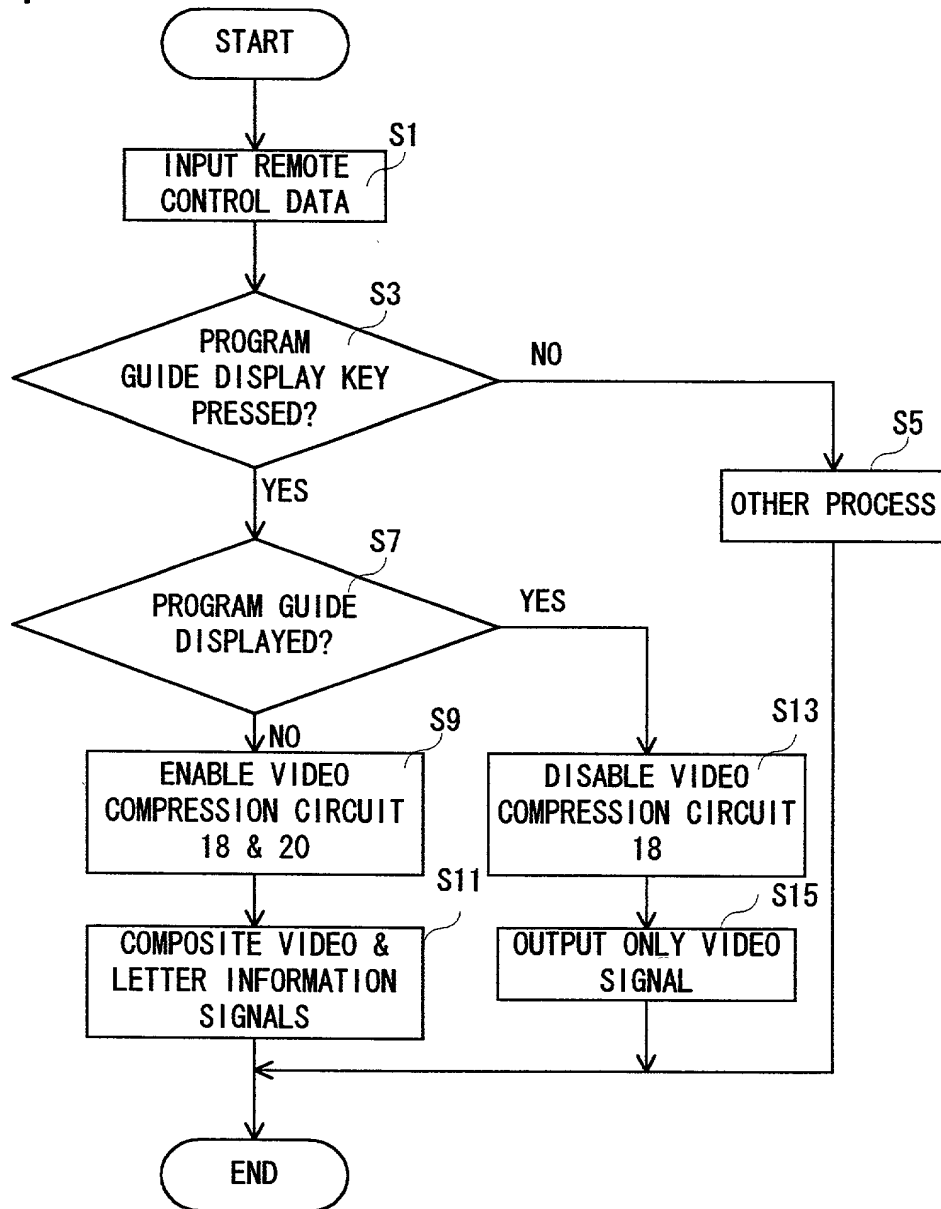 START
S1
INPUT REMOTE
CONTROL DATA
S3
PROGRAM
GUIDE DISPLAY KEY
PRESSED?
NO
YES
S5
OTHER PROCESS
S7
PROGRAM GUIDE
DISPLAYED?
YES
NO
S9
ENABLE VIDEO
COMPRESSION CIRCUIT
18 & 20
S13
DISABLE VIDEO
COMPRESSION CIRCUIT
18
S11
COMPOSITE VIDEO &
LETTER INFORMATION
SIGNALS
S15
OUTPUT ONLY VIDEO
SIGNAL
END